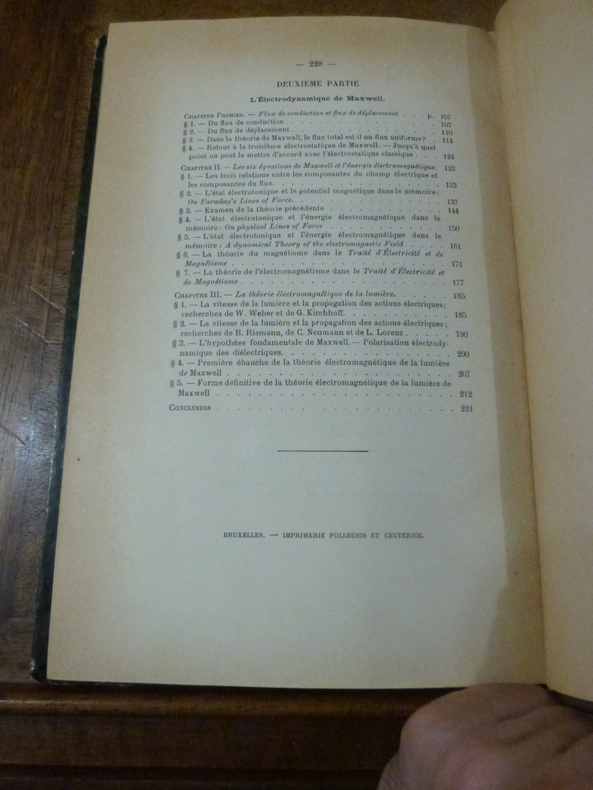 — 228 —
DEUXIÈME PARTIE
L'Électrodynamique de Maxwell.
CHAPITRE PREMIER. — Flux de conduction et flux de déplacement . . . p. 107
§ 1. — Du flux de conduction . . . . . . . . . . . . 107
§ 2. — Du flux de déplacement . . . . . . . . . . . . 110
§ 3. — Dans la théorie de Maxwell, le flux total est-il un flux uniforme? . 114
§ 4. — Retour à la troisième électrostatique de Maxwell. — Jusqu'à quel
point on peut la mettre d'accord avec l'électrostatique classique . . . 124
CHAPITRE II. — Les six équations de Maxwell et l'énergie électromagnétique. 133
§ 1. — Les trois relations entre les composantes du champ électrique et
les composantes du flux. . . . . . . . . . . . . 133
§ 2. — L'état électrotonique et le potentiel magnétique dans le mémoire:
On Faraday's Lines of Force. . . . . . . . . . . . 137
§ 3. — Examen de la théorie précédente . . . . . . . . . 144
§ 4. — L'état électrotonique et l'énergie électromagnétique dans le
mémoire: On physical Lines of Force . . . . . . . . . 150
§ 5. — L'état électrotonique et l'énergie électromagnétique dans le
mémoire: A dynamical Theory of the electromagnetic Field . . . . 161
§ 6. — La théorie du magnétisme dans le Traité d'Électricité et de
Magnétisme . . . . . . . . . . . . . . . 171
§ 7. — La théorie de l'électromagnétisme dans le Traité d'Électricité et
de Magnétisme . . . . . . . . . . . . . . 177
CHAPITRE III. — La théorie électromagnétique de la lumière. . . . . 185
§ 1. — La vitesse de la lumière et la propagation des actions électriques;
recherches de W. Weber et de G. Kirchhoff. . . . . . . . 185
§ 2. — La vitesse de la lumière et la propagation des actions électriques;
recherches de B. Riemann, de C. Neumann et de L. Lorenz . . . . 190
§ 3. — L'hypothèse fondamentale de Maxwell. — Polarisation électrody-
namique des diélectriques. . . . . . . . . . . . . 200
§ 4. — Première ébauche de la théorie électromagnétique de la lumière
de Maxwell . . . . . . . . . . . . . . . 207
§ 5. — Forme définitive de la théorie électromagnétique de la lumière de
Maxwell . . . . . . . . . . . . . . . . 212
CONCLUSION . . . . . . . . . . . . . . . 221
BRUXELLES. — IMPRIMERIE POLLEUNIS ET CEUTERICK.